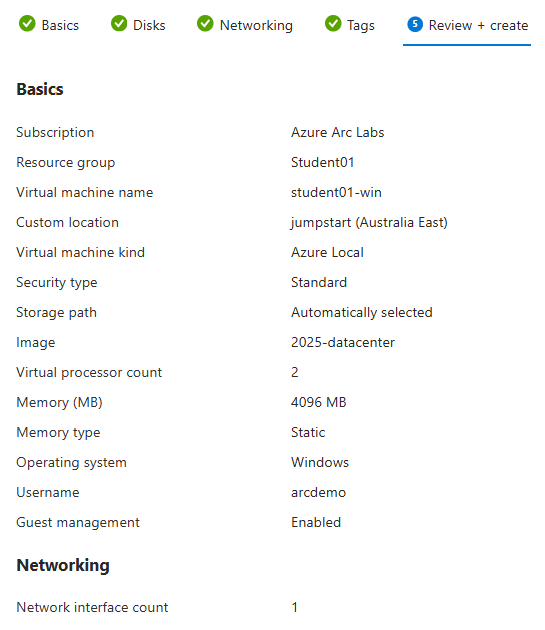 Basics Disks Networking Tags 5 Review + create
Basics
Subscription Azure Arc Labs
Resource group Student01
Virtual machine name student01-win
Custom location jumpstart (Australia East)
Virtual machine kind Azure Local
Security type Standard
Storage path Automatically selected
Image 2025-datacenter
Virtual processor count 2
Memory (MB) 4096 MB
Memory type Static
Operating system Windows
Username arcdemo
Guest management Enabled
Networking
Network interface count 1